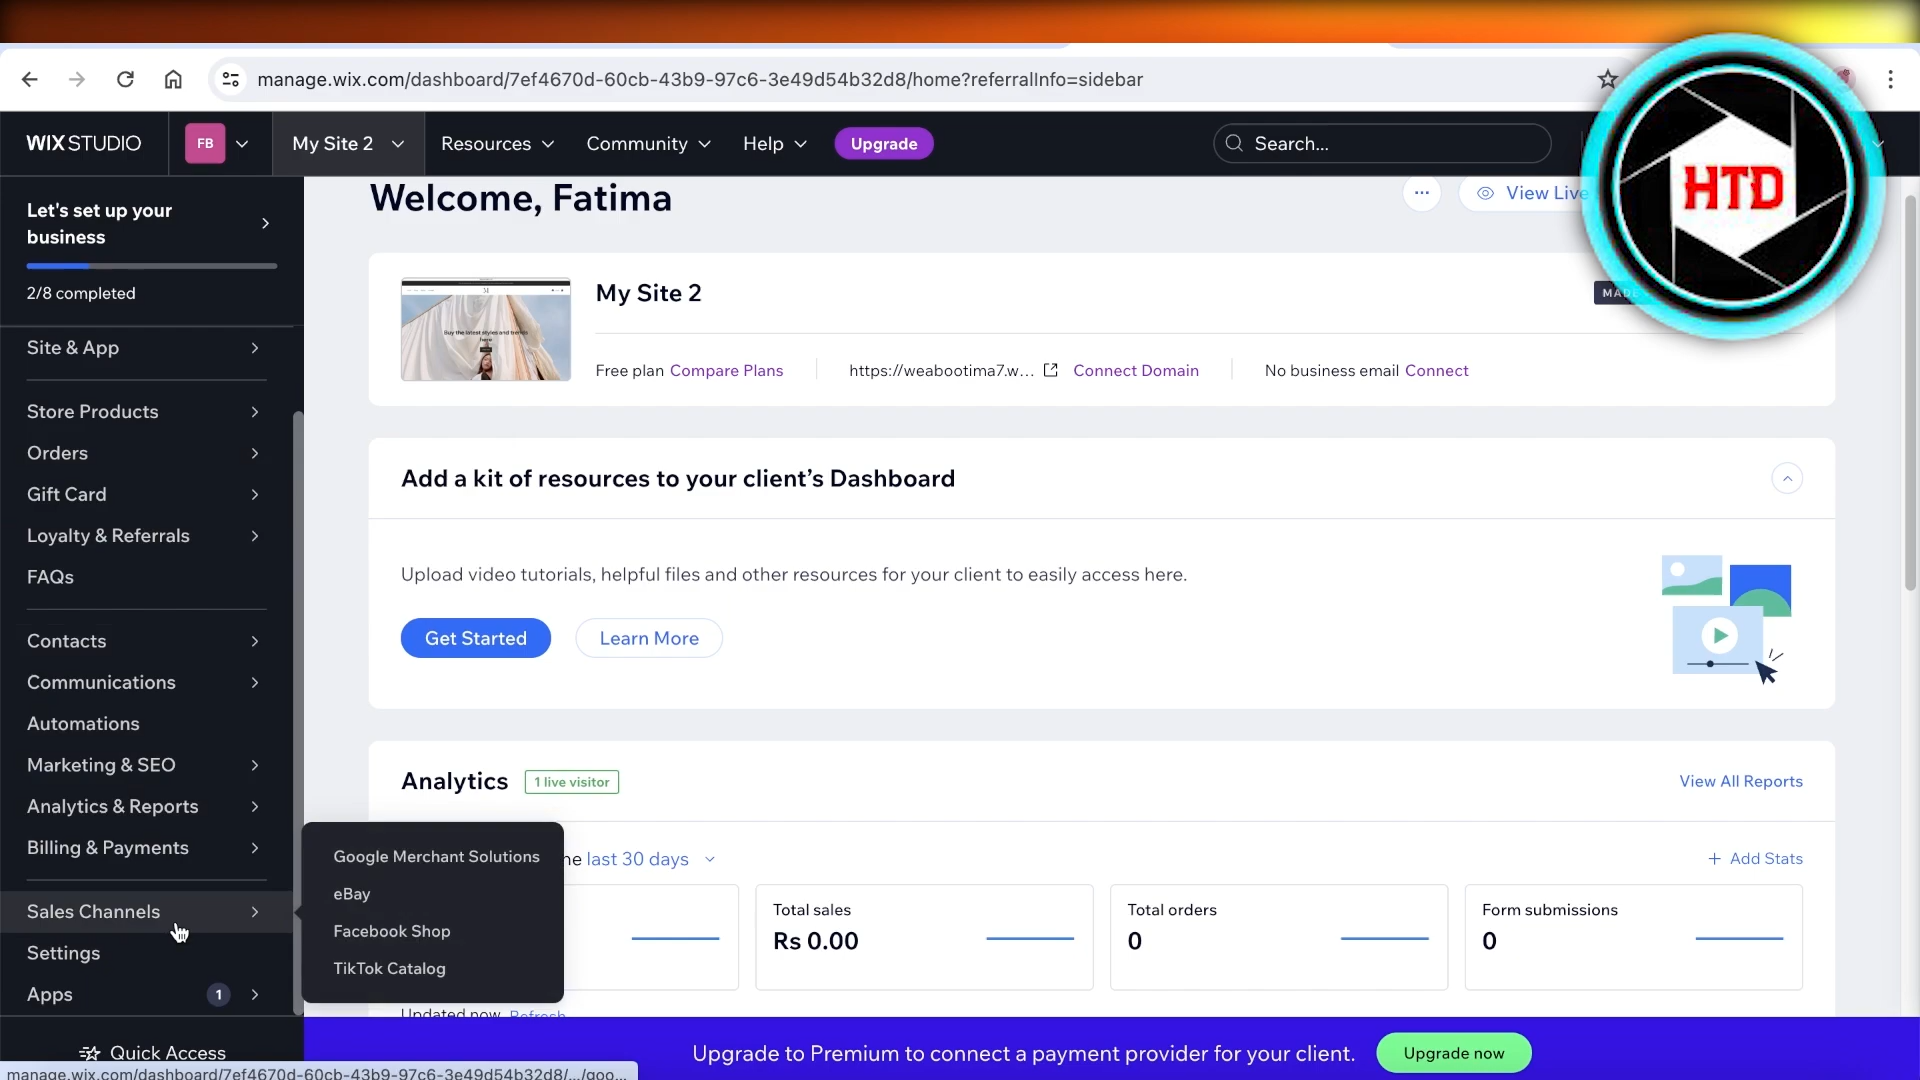 manage.wix.com/dashboard/7ef4670d-60cb-43b9-97c6-3e49d54b32d8/home?referralInfo=sidebar
WIX STUDIO
FB
My Site 2
Resources
Community
Help
Upgrade
Search...
HTD
Let's set up your
business
2/8 completed
Site & App
Store Products
Orders
Gift Card
Loyalty & Referrals
FAQs
Contacts
Communications
Automations
Marketing & SEO
Analytics & Reports
Billing & Payments
Sales Channels
Settings
Apps 1
Quick Access
Google Merchant Solutions
eBay
Facebook Shop
TikTok Catalog
Welcome, Fatima
View Live
My Site 2
Free plan Compare Plans
https://weabootima7.w... Connect Domain
No business email Connect
Add a kit of resources to your client’s Dashboard
Upload video tutorials, helpful files and other resources for your client to easily access here.
Get Started
Learn More
Analytics
1 live visitor
View All Reports
last 30 days
+ Add Stats
Total sales
Rs 0.00
Total orders
0
Form submissions
0
Updated now Refresh
Upgrade to Premium to connect a payment provider for your client.
Upgrade now
manage.wix.com/dashboard/7ef4670d-60cb-43b9-97c6-3e49d54b32d8/.../goo...